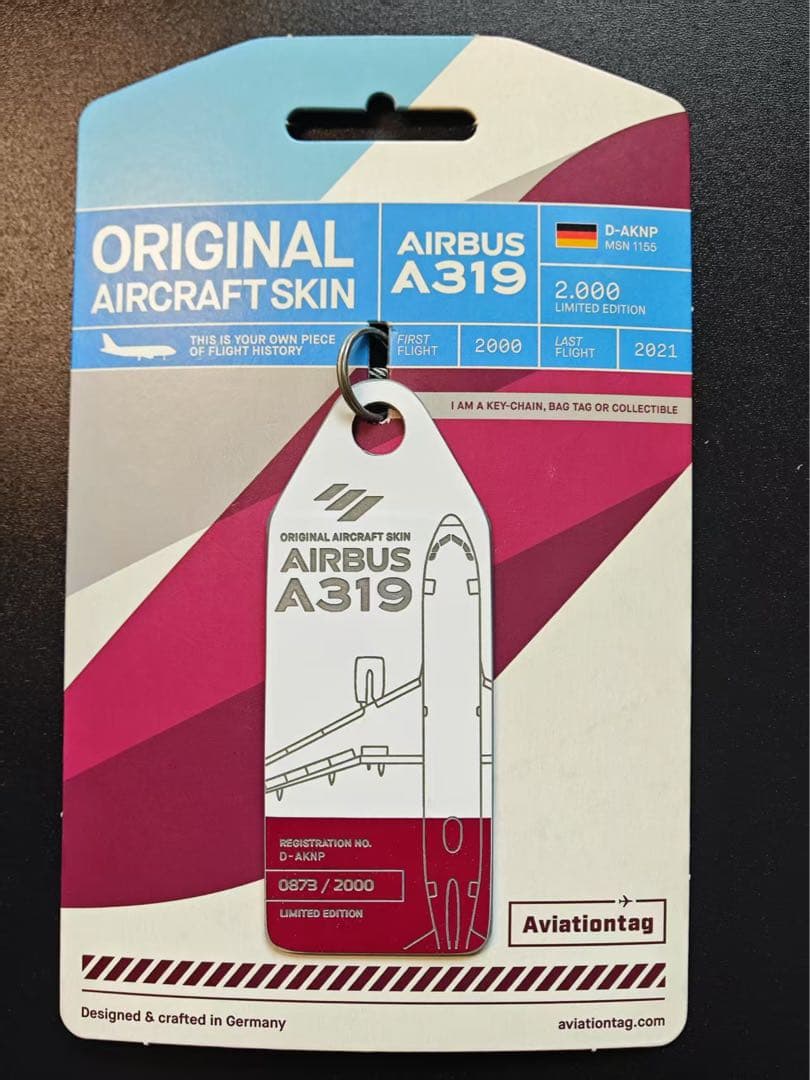 ORIGINAL
AIRCRAFT SKIN
AIRBUS
A319
D-AKNP
MSN 1155
2.000
LIMITED EDITION
THIS IS YOUR OWN PIECE
OF FLIGHT HISTORY
FIRST
FLIGHT
2000
LAST
FLIGHT
2021
I AM A KEY-CHAIN, BAG TAG OR COLLECTIBLE
ORIGINAL AIRCRAFT SKIN
AIRBUS
A319
REGISTRATION NO.
D-AKNP
0873 / 2000
LIMITED EDITION
Aviationtag
Designed & crafted in Germany
aviationtag.com